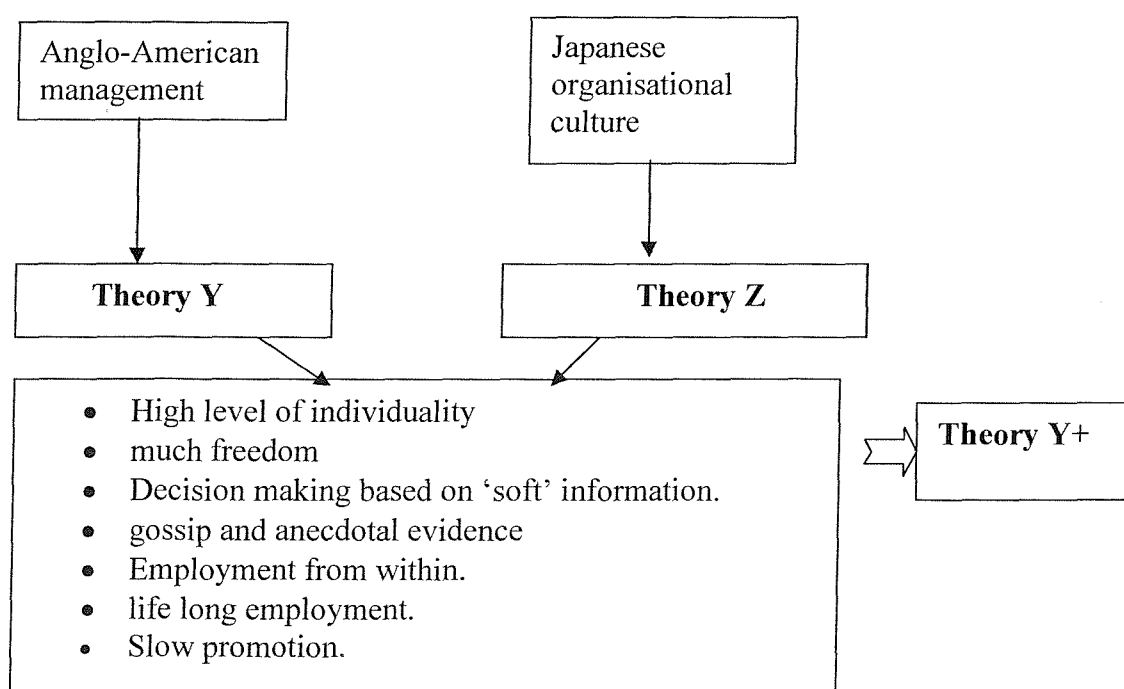 Anglo-American
management
Japanese
organisational
culture
Theory Y
Theory Z
• High level of individuality
• much freedom
• Decision making based on ‘soft’ information.
• gossip and anecdotal evidence
• Employment from within.
• life long employment.
• Slow promotion.
Theory Y+